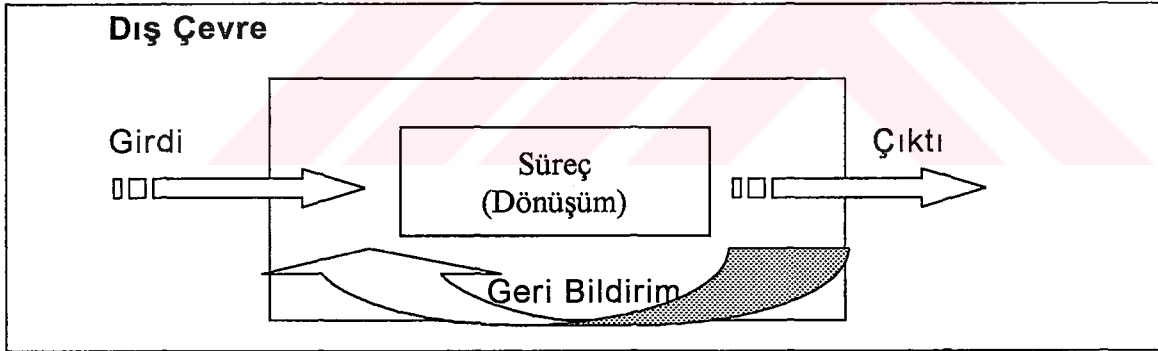 Dış Çevre
Girdi
Çıktı
Süreç
(Dönüşüm)
Geri Bildirim